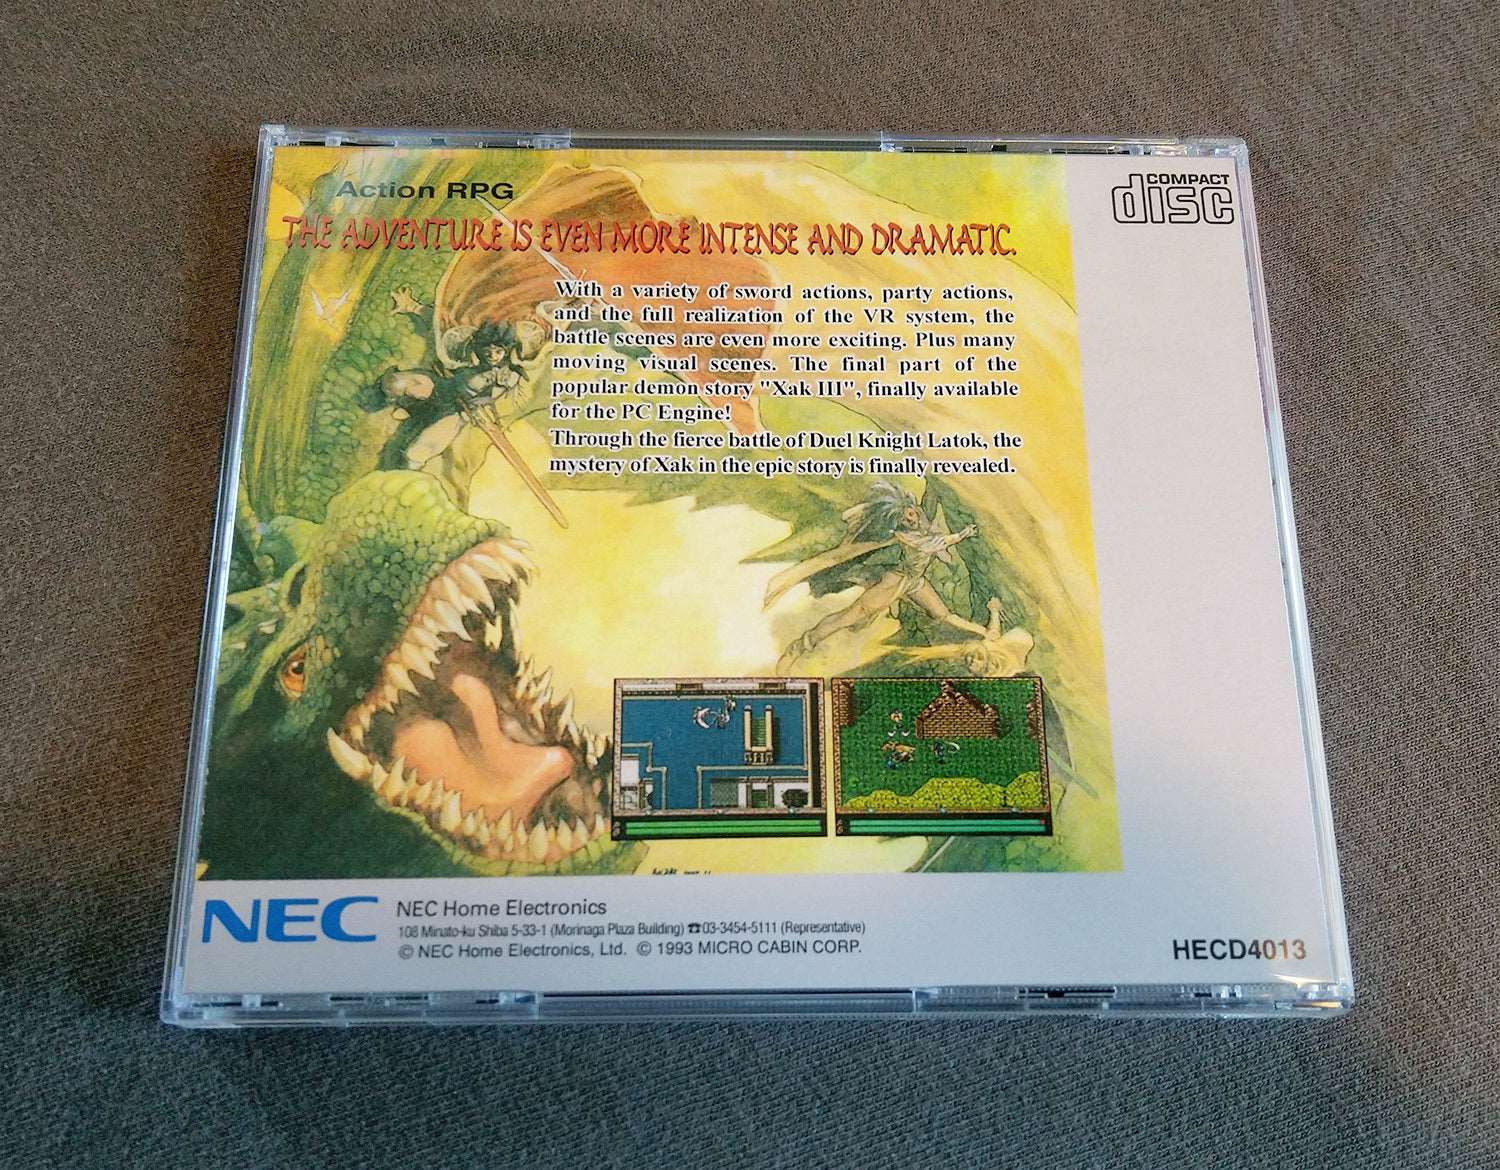 Action RPG
COMPACT
disc
THE ADVENTURE IS EVEN MORE INTENSE AND DRAMATIC.
With a variety of sword actions, party actions,
and the full realization of the VR system, the
battle scenes are even more exciting. Plus many
moving visual scenes. The final part of the
popular demon story "Xak III", finally available
for the PC Engine!
Through the fierce battle of Duel Knight Latok, the
mystery of Xak in the epic story is finally revealed.
NEC
NEC Home Electronics
108 Minato-ku Shiba 5-33-1 (Morinaga Plaza Building) ☎03-3454-5111 (Representative)
© NEC Home Electronics, Ltd. © 1993 MICRO CABIN CORP.
HECD4013